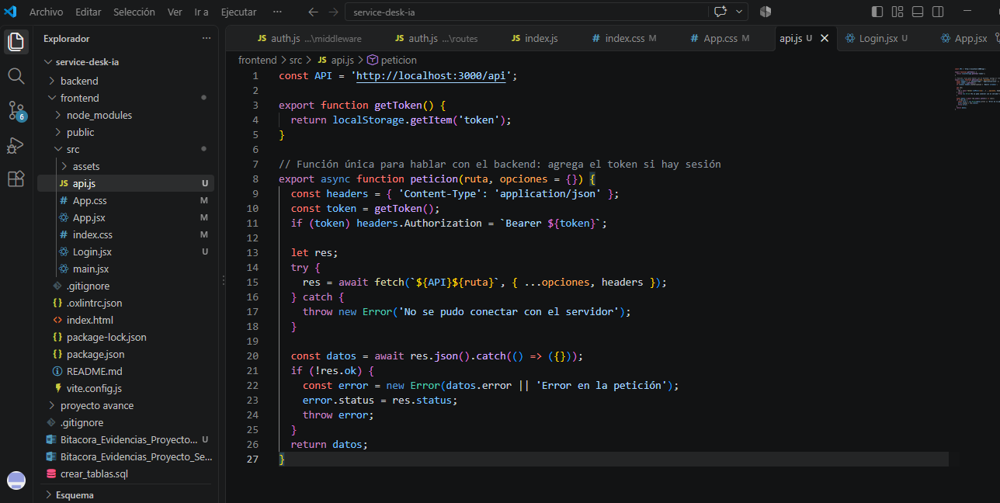 Archivo Editar Selección Ver Ir a Ejecutar ··· service-desk-ia
Explorador ···
service-desk-ia
backend
frontend
node_modules
public
src
assets
JS api.js U
# App.css M
App.jsx M
# index.css M
Login.jsx U
main.jsx
.gitignore
{} .oxlintrc.json
<> index.html
{} package-lock.json
{} package.json
README.md
vite.config.js
proyecto avance
.gitignore
Bitacora_Evidencias_Proyecto... U
Bitacora_Evidencias_Proyecto_Se...
crear_tablas.sql
Esquema
6
JS auth.js ...\middleware JS auth.js ...\routes JS index.js # index.css M # App.css M api.js U Login.jsx U App.jsx
frontend > src > JS api.js > peticion
1 const API = 'http://localhost:3000/api';
2
3 export function getToken() {
4 return localStorage.getItem('token');
5 }
6
7 // Función única para hablar con el backend: agrega el token si hay sesión
8 export async function peticion(ruta, opciones = {}) {
9 const headers = { 'Content-Type': 'application/json' };
10 const token = getToken();
11 if (token) headers.Authorization = `Bearer ${token}`;
12
13 let res;
14 try {
15 res = await fetch(`${API}${ruta}`, { ...opciones, headers });
16 } catch {
17 throw new Error('No se pudo conectar con el servidor');
18 }
19
20 const datos = await res.json().catch(() => ({}));
21 if (!res.ok) {
22 const error = new Error(datos.error || 'Error en la petición');
23 error.status = res.status;
24 throw error;
25 }
26 return datos;
27 }